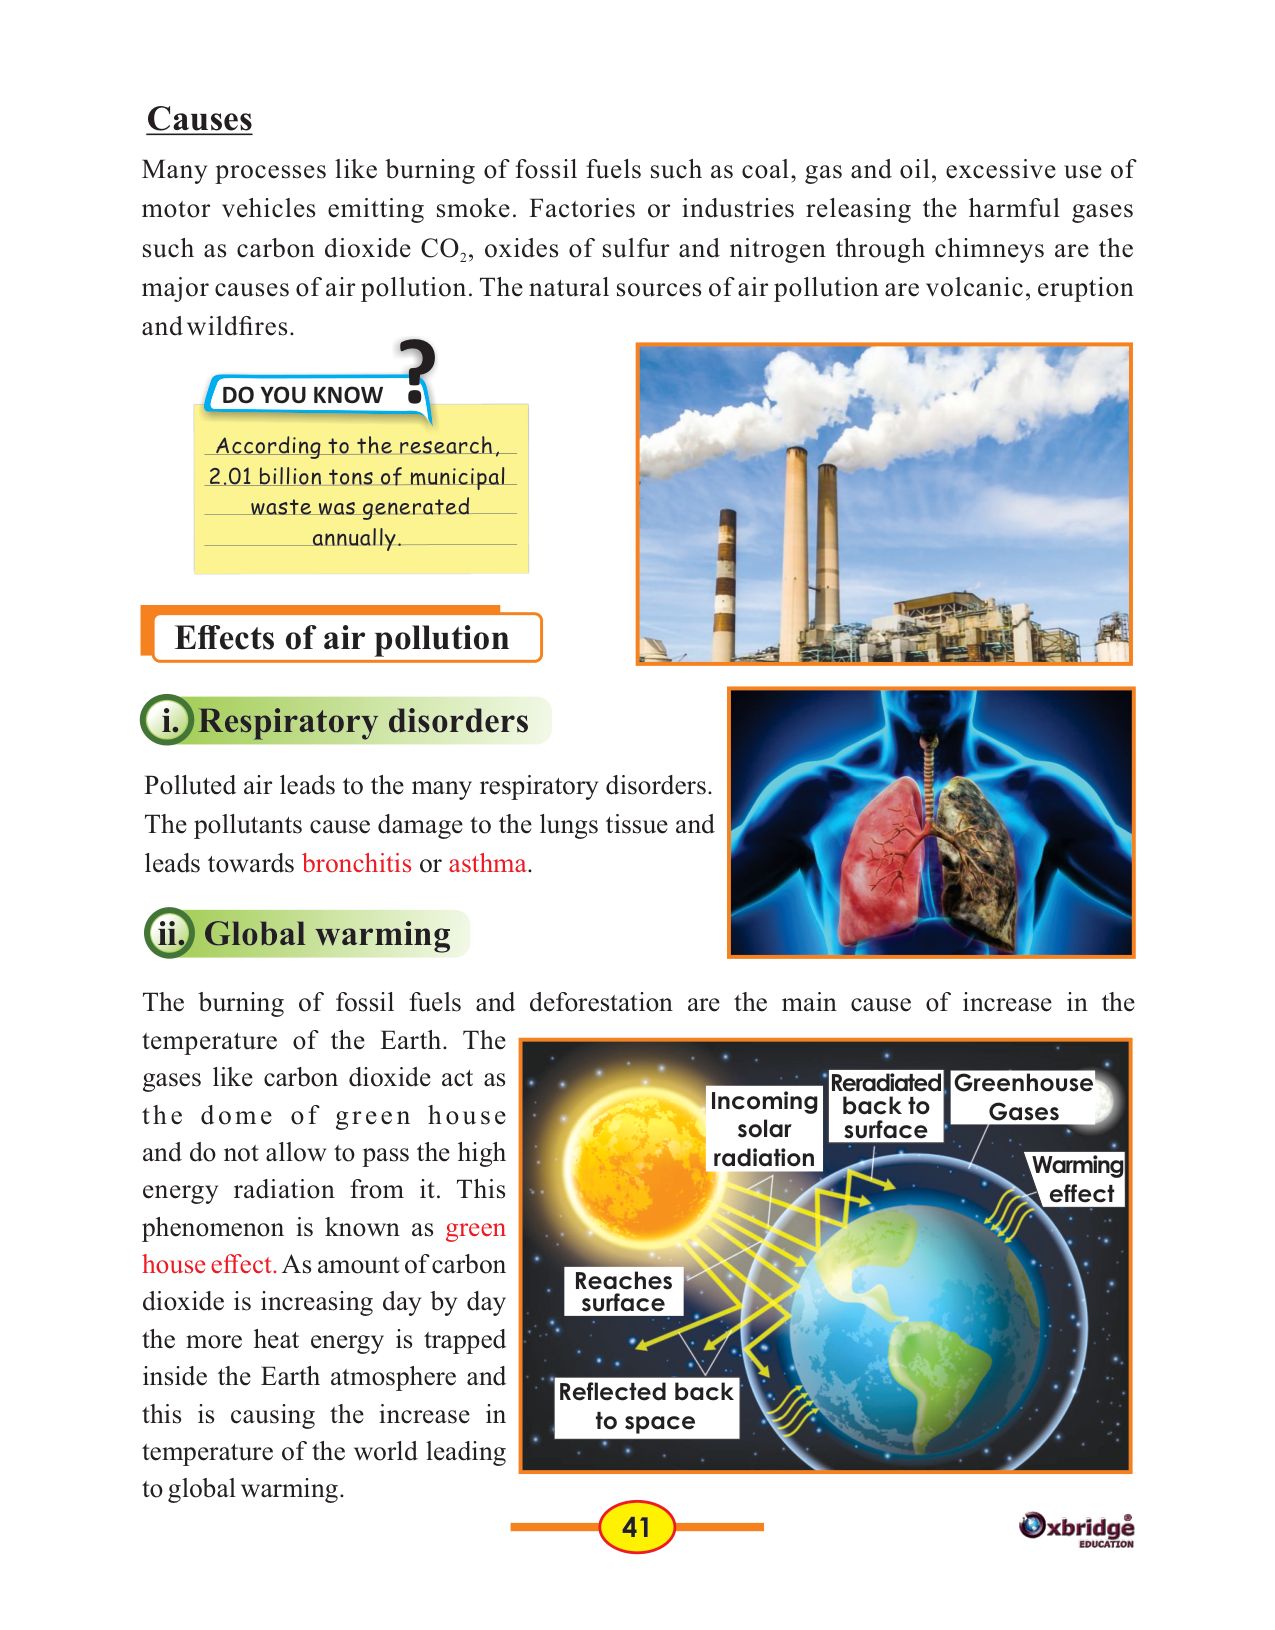 Causes
Many processes like burning of fossil fuels such as coal, gas and oil, excessive use of
motor vehicles emitting smoke. Factories or industries releasing the harmful gases
such as carbon dioxide CO₂, oxides of sulfur and nitrogen through chimneys are the
major causes of air pollution. The natural sources of air pollution are volcanic, eruption
and wildfires.
DO YOU KNOW ?
According to the research,
2.01 billion tons of municipal
waste was generated
annually.
Effects of air pollution
i. Respiratory disorders
Polluted air leads to the many respiratory disorders.
The pollutants cause damage to the lungs tissue and
leads towards bronchitis or asthma.
ii. Global warming
The burning of fossil fuels and deforestation are the main cause of increase in the
temperature of the Earth. The
gases like carbon dioxide act as
the dome of green house
and do not allow to pass the high
energy radiation from it. This
phenomenon is known as green
house effect. As amount of carbon
dioxide is increasing day by day
the more heat energy is trapped
inside the Earth atmosphere and
this is causing the increase in
temperature of the world leading
to global warming.
Incoming
solar
radiation
Reradiated
back to
surface
Greenhouse
Gases
Warming
effect
Reaches
surface
Reflected back
to space
41
Oxbridge®
EDUCATION